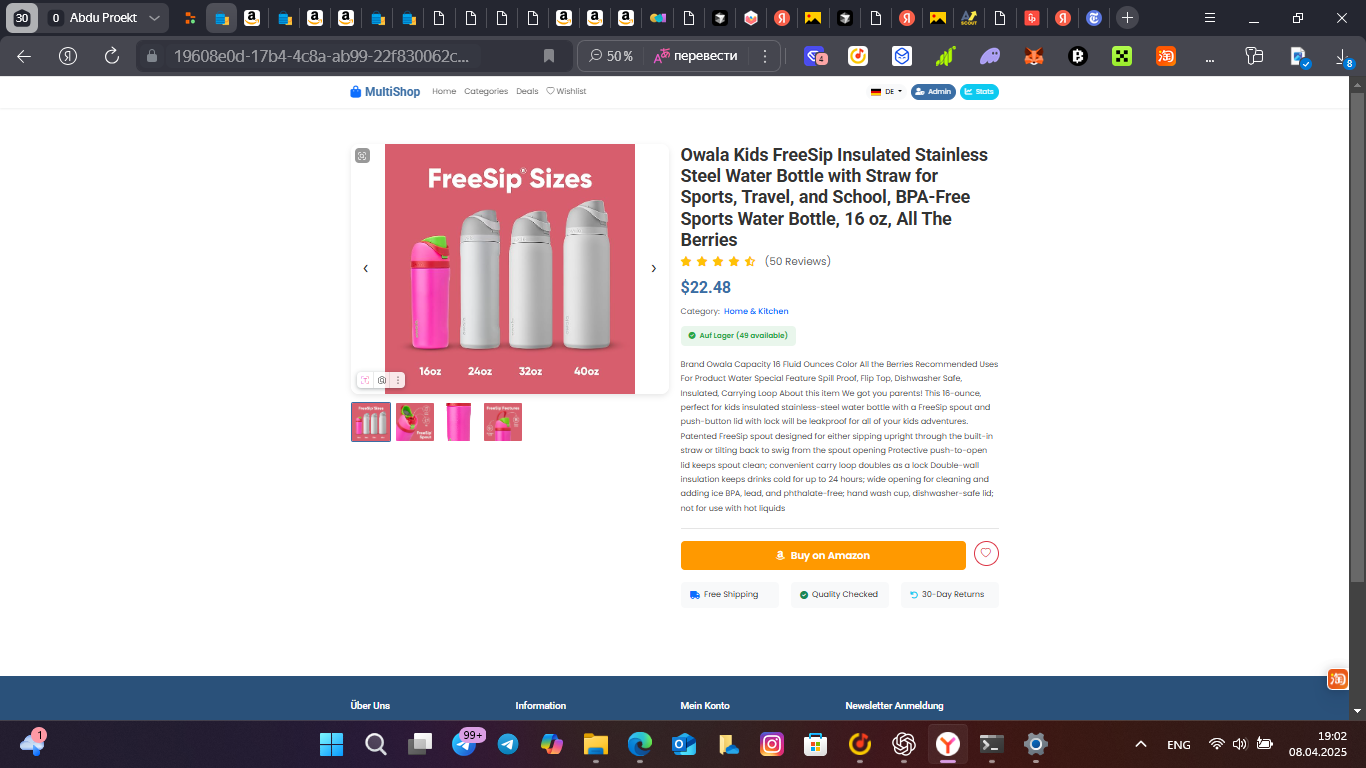 30
0 Abdu Proekt
19608e0d-17b4-4c8a-ab99-22f830062c...
50 %
перевести
4
...
8
MultiShop
Home
Categories
Deals
Wishlist
DE
Admin
Stats
FreeSip® Sizes
16oz
24oz
32oz
40oz
Owala Kids FreeSip Insulated Stainless
Steel Water Bottle with Straw for
Sports, Travel, and School, BPA-Free
Sports Water Bottle, 16 oz, All The
Berries
(50 Reviews)
$22.48
Category: Home & Kitchen
Auf Lager (49 available)
Brand Owala Capacity 16 Fluid Ounces Color All the Berries Recommended Uses
For Product Water Special Feature Spill Proof, Flip Top, Dishwasher Safe,
Insulated, Carrying Loop About this item We got you parents! This 16-ounce,
perfect for kids insulated stainless-steel water bottle with a FreeSip spout and
push-button lid with lock will be leakproof for all of your kids adventures.
Patented FreeSip spout designed for either sipping upright through the built-in
straw or tilting back to swig from the spout opening Protective push-to-open
lid keeps spout clean; convenient carry loop doubles as a lock Double-wall
insulation keeps drinks cold for up to 24 hours; wide opening for cleaning and
adding ice BPA, lead, and phthalate-free; hand wash cup, dishwasher-safe lid;
not for use with hot liquids
Buy on Amazon
Free Shipping
Quality Checked
30-Day Returns
淘
Über Uns
Information
Mein Konto
Newsletter Anmeldung
1
99+
ENG
19:02
08.04.2025